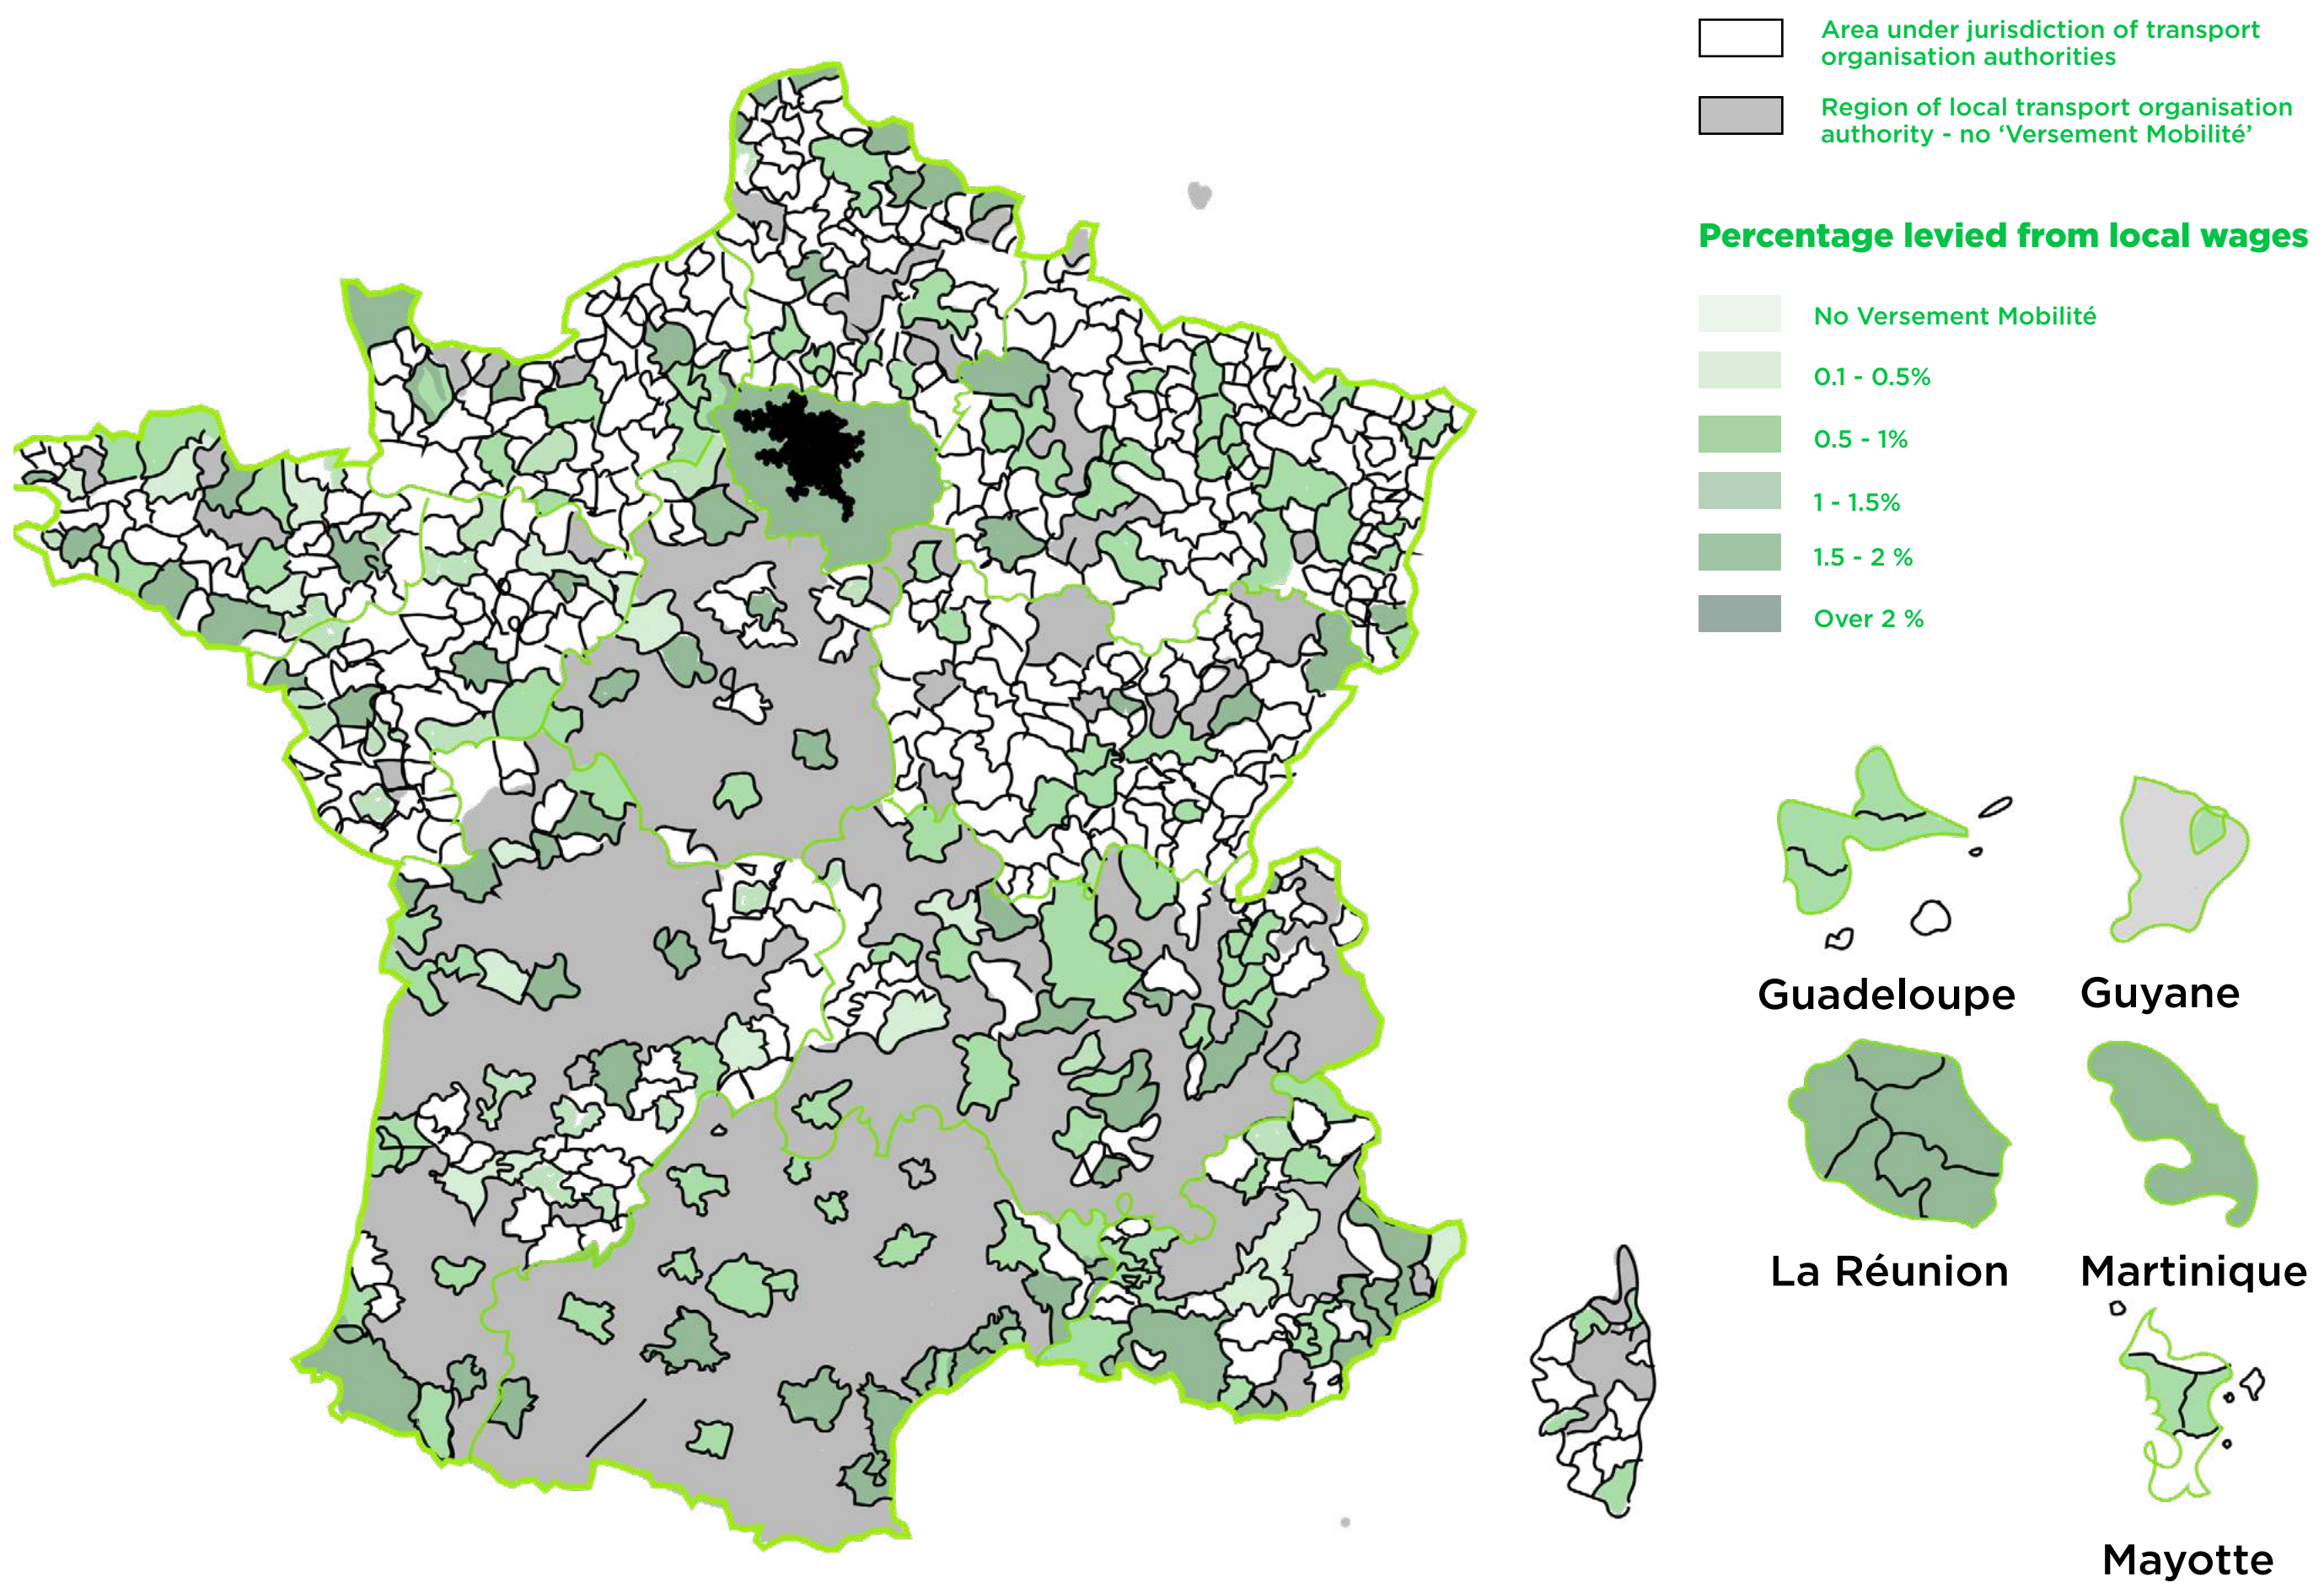 Area under jurisdiction of transport
organisation authorities
Region of local transport organisation
authority - no ‘Versement Mobilité’
Percentage levied from local wages
No Versement Mobilité
0.1 - 0.5%
0.5 - 1%
1 - 1.5%
1.5 - 2 %
Over 2 %
Guadeloupe
Guyane
La Réunion
Martinique
Mayotte